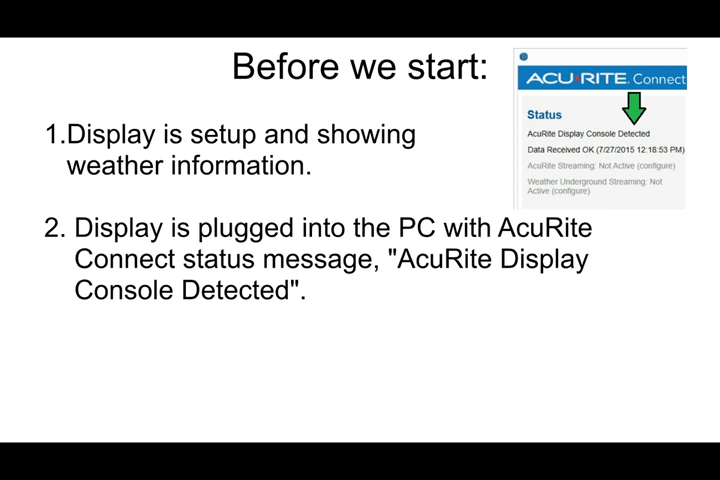 Before we start:
1.Display is setup and showing
weather information.
2. Display is plugged into the PC with AcuRite
Connect status message, "AcuRite Display
Console Detected".
ACU RITE. Connect
Status
AcuRite Display Console Detected
Data Received OK (7/27/2015 12:18:53 PM)
AcuRite Streaming: Not Active (configure)
Weather Underground Streaming: Not
Active (configure)